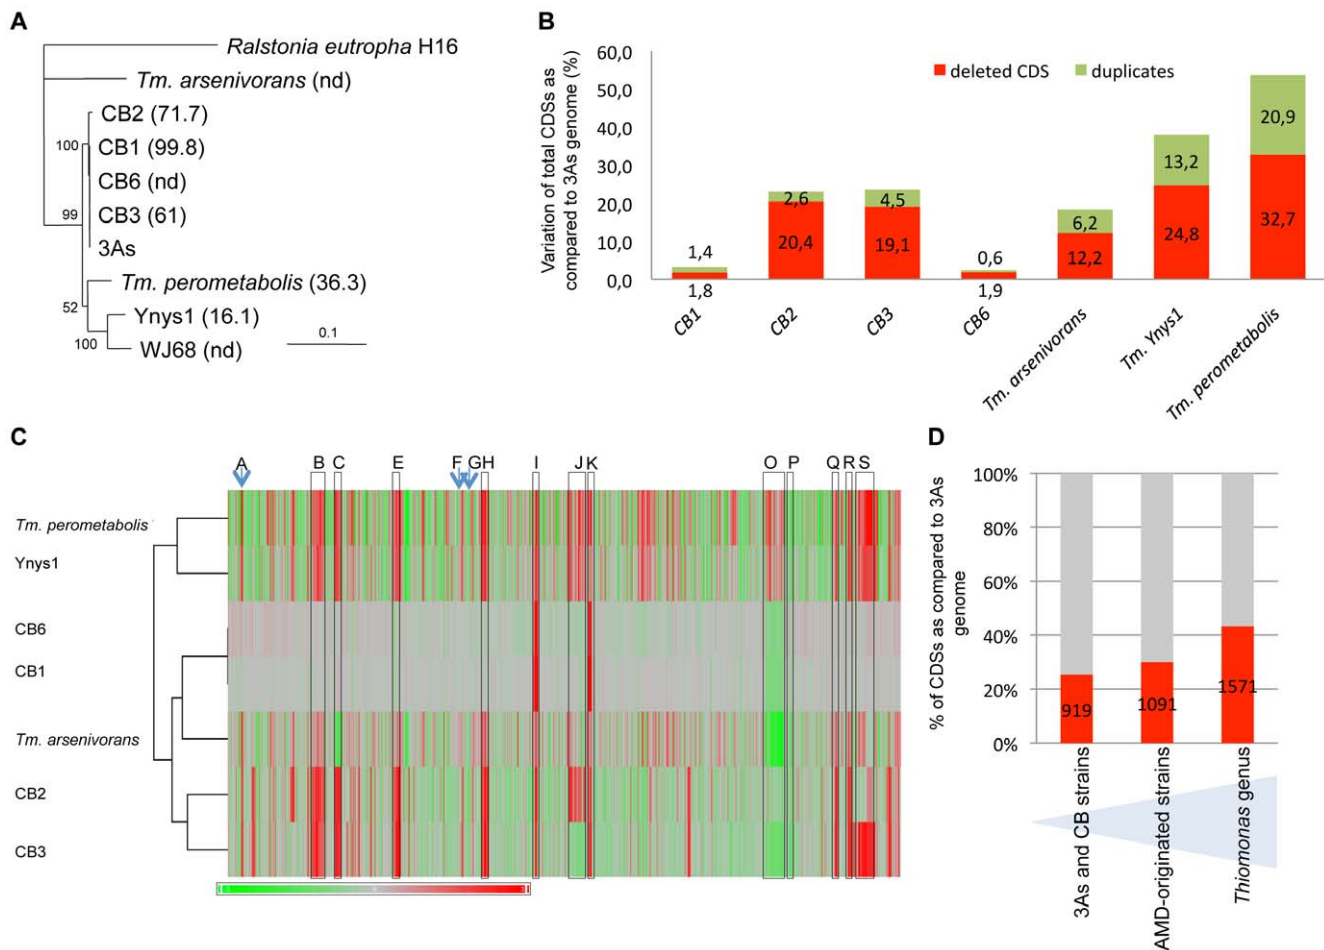 A
Ralstonia eutropha H16
Tm. arsenivorans (nd)
CB2 (71.7)
100
CB1 (99.8)
CB6 (nd)
99
CB3 (61)
3As
Tm. perometabolis (36.3)
52
Ynys1 (16.1)
100
WJ68 (nd)
0.1
B
Variation of total CDSs as
compared to 3As genome (%)
60,0
50,0
40,0
30,0
20,0
10,0
0,0
deleted CDS
duplicates
1,4
1,8
2,6
20,4
4,5
19,1
0,6
1,9
6,2
12,2
13,2
24,8
20,9
32,7
CB1
CB2
CB3
CB6
Tm. arsenivorans
Tm. Ynys1
Tm. perometabolis
C
A B C E F G H I J K O P Q R S
Tm. perometabolis
Ynys1
CB6
CB1
Tm. arsenivorans
CB2
CB3
D
% of CDSs as compared to 3As
genome
100%
80%
60%
40%
20%
0%
919
1091
1571
3As and CB strains
AMD-originated strains
Thiomonas genus